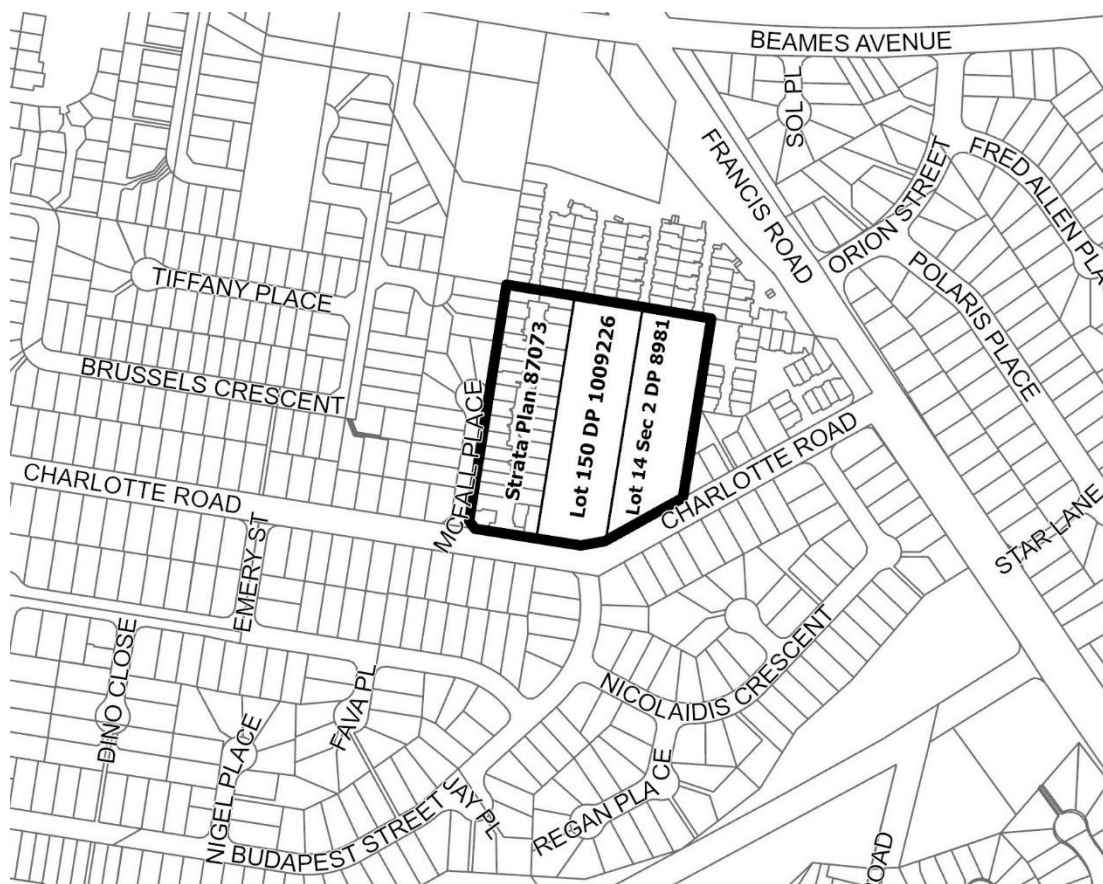 BEAMES AVENUE
SOL PL
FRANCIS ROAD
ORION STREET
FRED ALLEN PLA
POLARIS PLACE
TIFFANY PLACE
BRUSSELS CRESCENT
MCFALL PLACE
Strata Plan 87073
Lot 150 DP 1009226
Lot 14 Sec 2 DP 8981
CHARLOTTE ROAD
CHARLOTTE ROAD
STAR LANE
EMERY ST
DINO CLOSE
NIGEL PLACE
FAVA PL
NICOLAIDIS CRESCENT
JAY PL
REGAN PLACE
BUDAPEST STREET
OAD